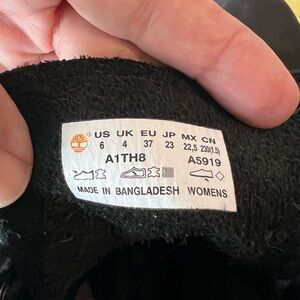 US UK EU JP MX CN
6 4 37 23 22,5 230(1,5)
A1TH8 A5919
MADE IN BANGLADESH WOMENS